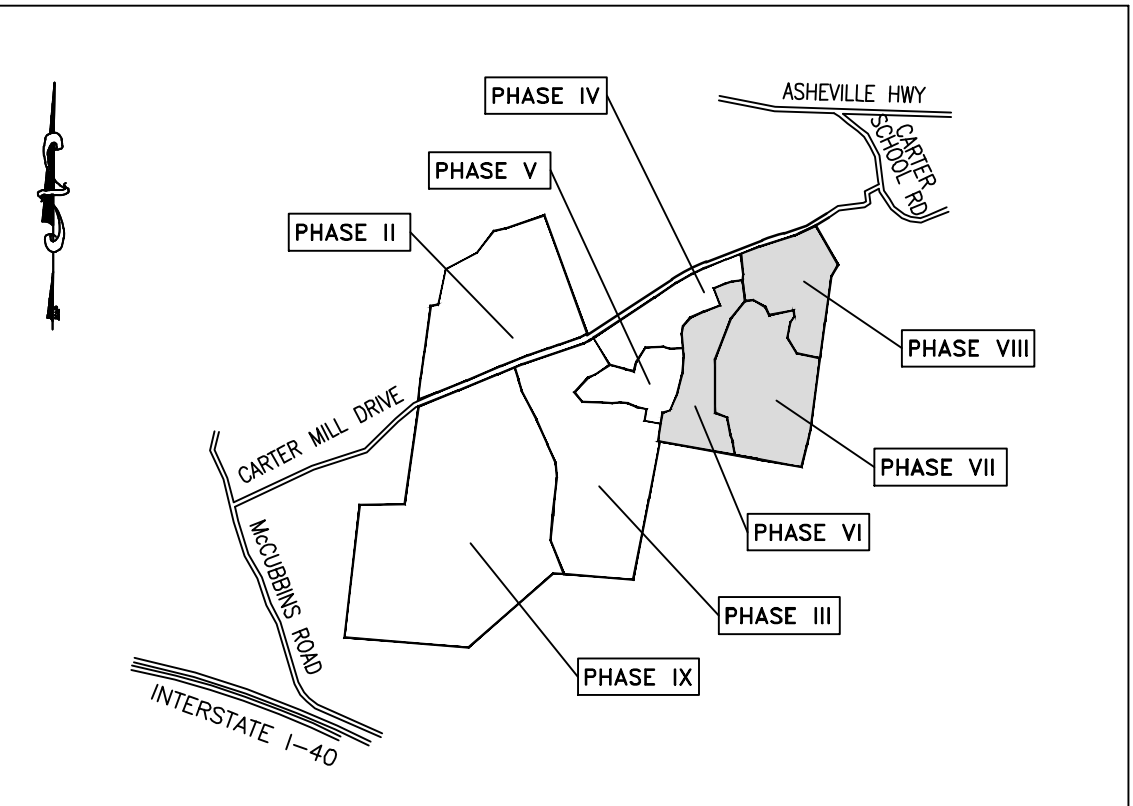 PHASE IV
ASHEVILLE HWY
CARTER
SCHOOL RD
PHASE V
PHASE II
PHASE VIII
CARTER MILL DRIVE
PHASE VII
McCUBBINS ROAD
PHASE VI
PHASE III
PHASE IX
INTERSTATE I-40